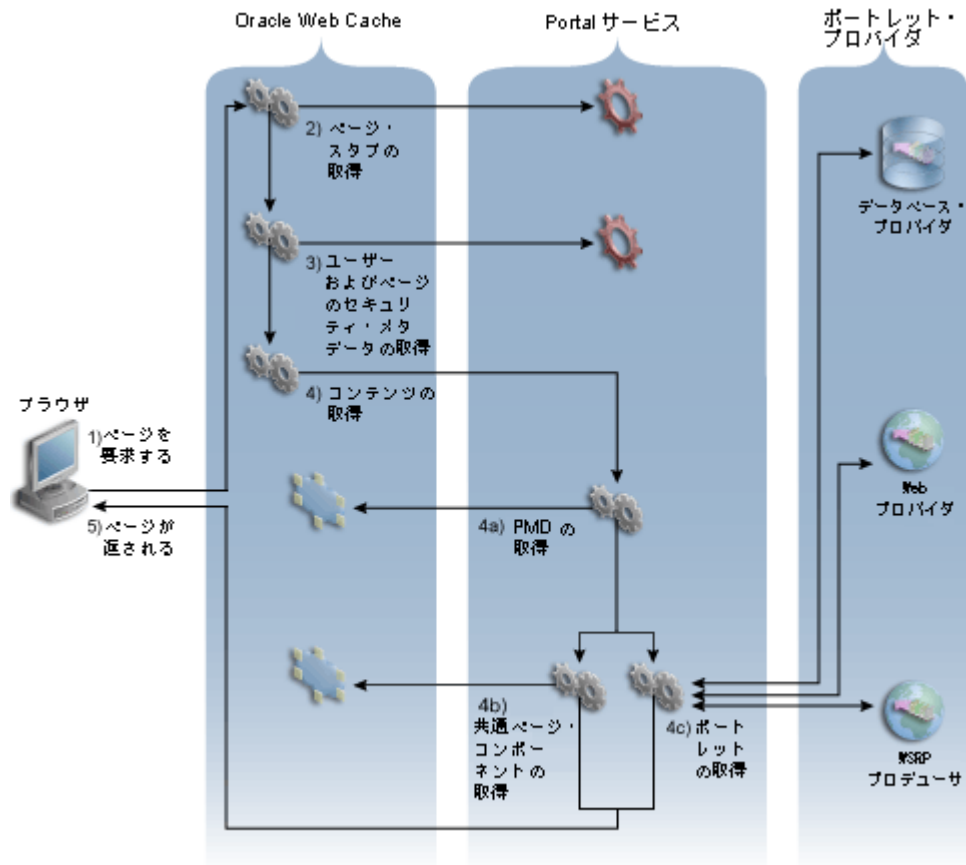 Oracle Web Cache
Portal サービス
ポートレット・
プロバイダ
2) ページ・
スタブの
取得
データベース・
プロバイダ
3) ユーザー
およびページ
のセキュリ
ティ・メタ
データの取得
4) コンテンツの
取得
ブラウザ
1)ページを
要求する
Web
プロバイダ
5)ページが
返される
4a) PMD の
取得
4b)
共通ページ・
コンポー
ネントの
取得
4c) ポート
レット
の取得
WSRP
プロデューサ